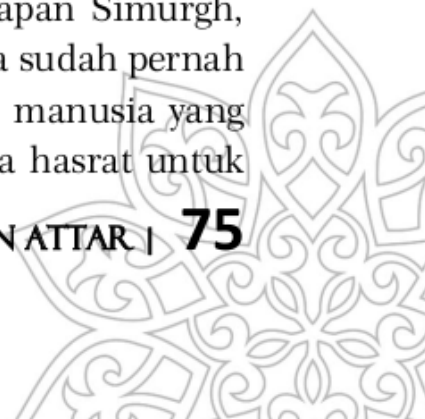 apan Simurgh,
a sudah pernah
manusia yang
a hasrat untuk
N ATTAR | 75